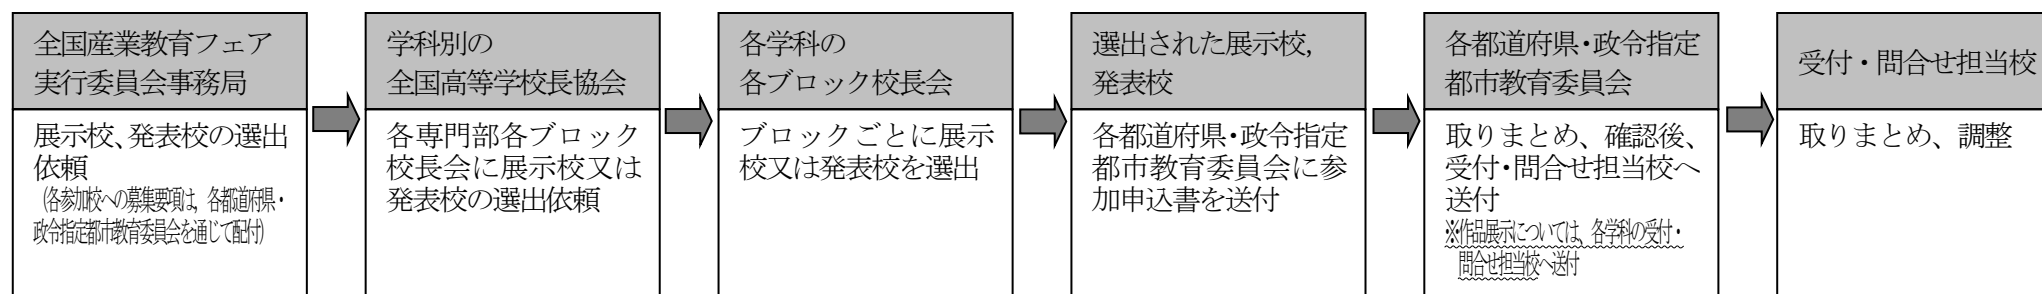 全国産業教育フェア
実行委員会事務局
展示校、発表校の選出
依頼
(各参加校への募集要項は，各都道府県・
政令指定都市教育委員会を通じて配付)
学科別の
全国高等学校長協会
各専門部各ブロック
校長会に展示校又は
発表校の選出依頼
各学科の
各ブロック校長会
ブロックごとに展示
校又は発表校を選出
選出された展示校，
発表校
各都道府県・政令指定
都市教育委員会に参
加申込書を送付
各都道府県・政令指定
都市教育委員会
取りまとめ、確認後、
受付・問合せ担当校へ
送付
※作品展示については，各学科の受付・
問合せ担当校へ送付
受付・問合せ担当校
取りまとめ、調整